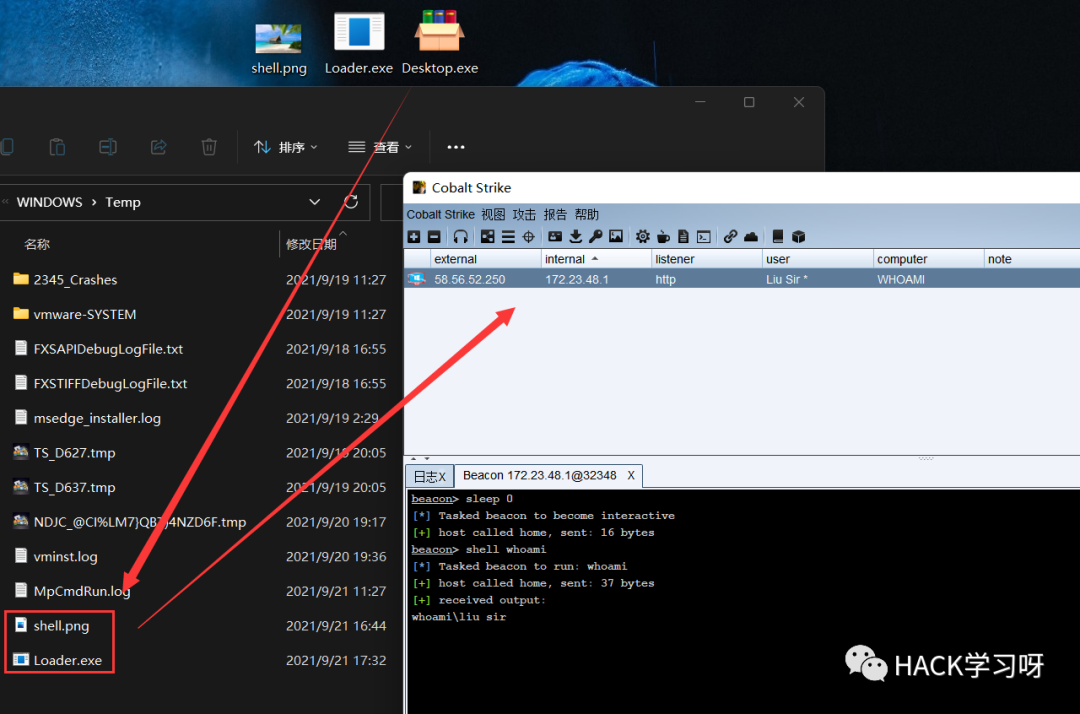 shell.png Loader.exe Desktop.exe
排序 查看
WINDOWS Temp
名称 修改日期
2345_Crashes 2021/9/19 11:27
vmware-SYSTEM 2021/9/19 11:27
FXSAPIDebugLogFile.txt 2021/9/18 16:55
FXSTIFFDebugLogFile.txt 2021/9/18 16:55
msedge_installer.log 2021/9/19 2:29
TS_D627.tmp 2021/9/19 20:05
TS_D637.tmp 2021/9/19 20:05
2021/9/20 19:17
vminst.log 2021/9/20 19:36
MpCmdRun.log 2021/9/21 11:27
shell.png 2021/9/21 16:44
Loader.exe 2021/9/21 17:32
Cobalt Strike
Cobalt Strike 视图 攻击 报告 帮助
external internal listener user computer note
58.56.52.250 172.23.48.1 http Liu Sir * WHOAMI
日志X Beacon 172.23.48.1@32348 X
beacon> sleep 0
[*] Tasked beacon to become interactive
[+] host called home, sent: 16 bytes
beacon> shell whoami
[*] Tasked beacon to run: whoami
[+] host called home, sent: 37 bytes
[+] received output:
whoami\liu sir
HACK学习呀